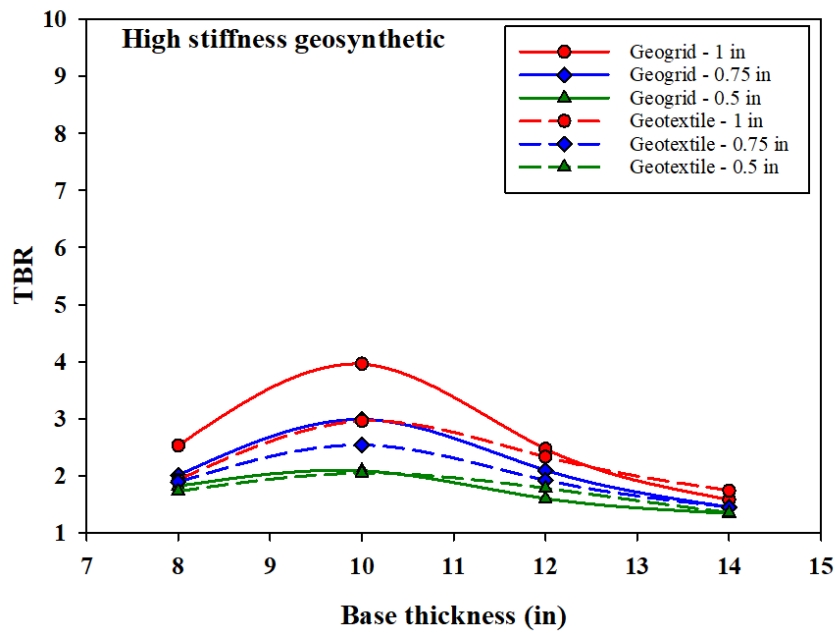 High stiffness geosynthetic
Geogrid - 1 in
Geogrid - 0.75 in
Geogrid - 0.5 in
Geotextile - 1 in
Geotextile - 0.75 in
Geotextile - 0.5 in
TBR
10
9
8
7
6
5
4
3
2
1
7 8 9 10 11 12 13 14 15
Base thickness (in)